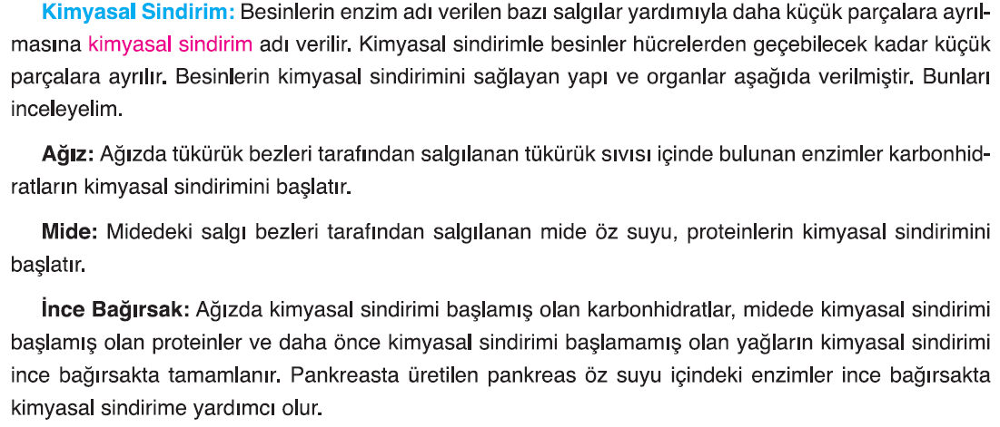 Kimyasal Sindirim: Besinlerin enzim adı verilen bazı salgılar yardımıyla daha küçük parçalara ayrıl-
masına kimyasal sindirim adı verilir. Kimyasal sindirimle besinler hücrelerden geçebilecek kadar küçük
parçalara ayrılır. Besinlerin kimyasal sindirimini sağlayan yapı ve organlar aşağıda verilmiştir. Bunları
inceleyelim.
Ağız: Ağızda tükürük bezleri tarafından salgılanan tükürük sıvısı içinde bulunan enzimler karbonhid-
ratların kimyasal sindirimini başlatır.
Mide: Midedeki salgı bezleri tarafından salgılanan mide öz suyu, proteinlerin kimyasal sindirimini
başlatır.
İnce Bağırsak: Ağızda kimyasal sindirimi başlamış olan karbonhidratlar, midede kimyasal sindirimi
başlamış olan proteinler ve daha önce kimyasal sindirimi başlamamış olan yağların kimyasal sindirimi
ince bağırsakta tamamlanır. Pankreasta üretilen pankreas öz suyu içindeki enzimler ince bağırsakta
kimyasal sindirime yardımcı olur.